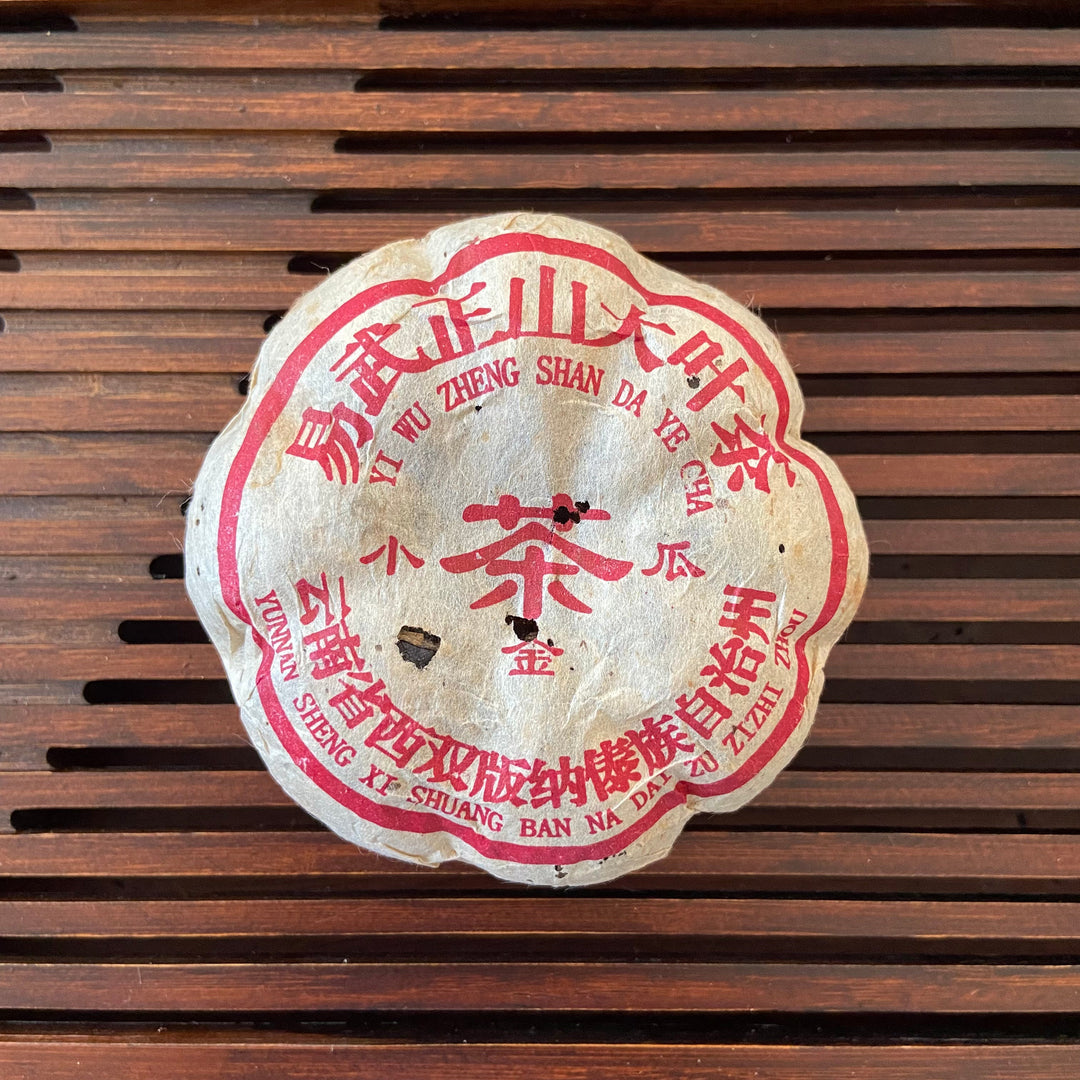 易武正山大叶茶
YI WU ZHENG SHAN DA YE CHA
小 茶 瓜
金
云南省西双版纳傣族自治州
YUNNAN SHENG XI SHUANG BAN NA DAI ZU ZIZHI ZHOU